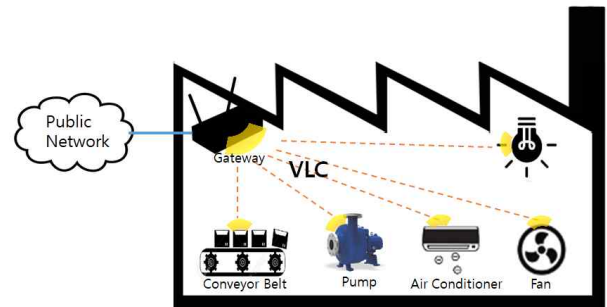 Public
Network
Gateway
VLC
Conveyor Belt
Pump
Air Conditioner
Fan